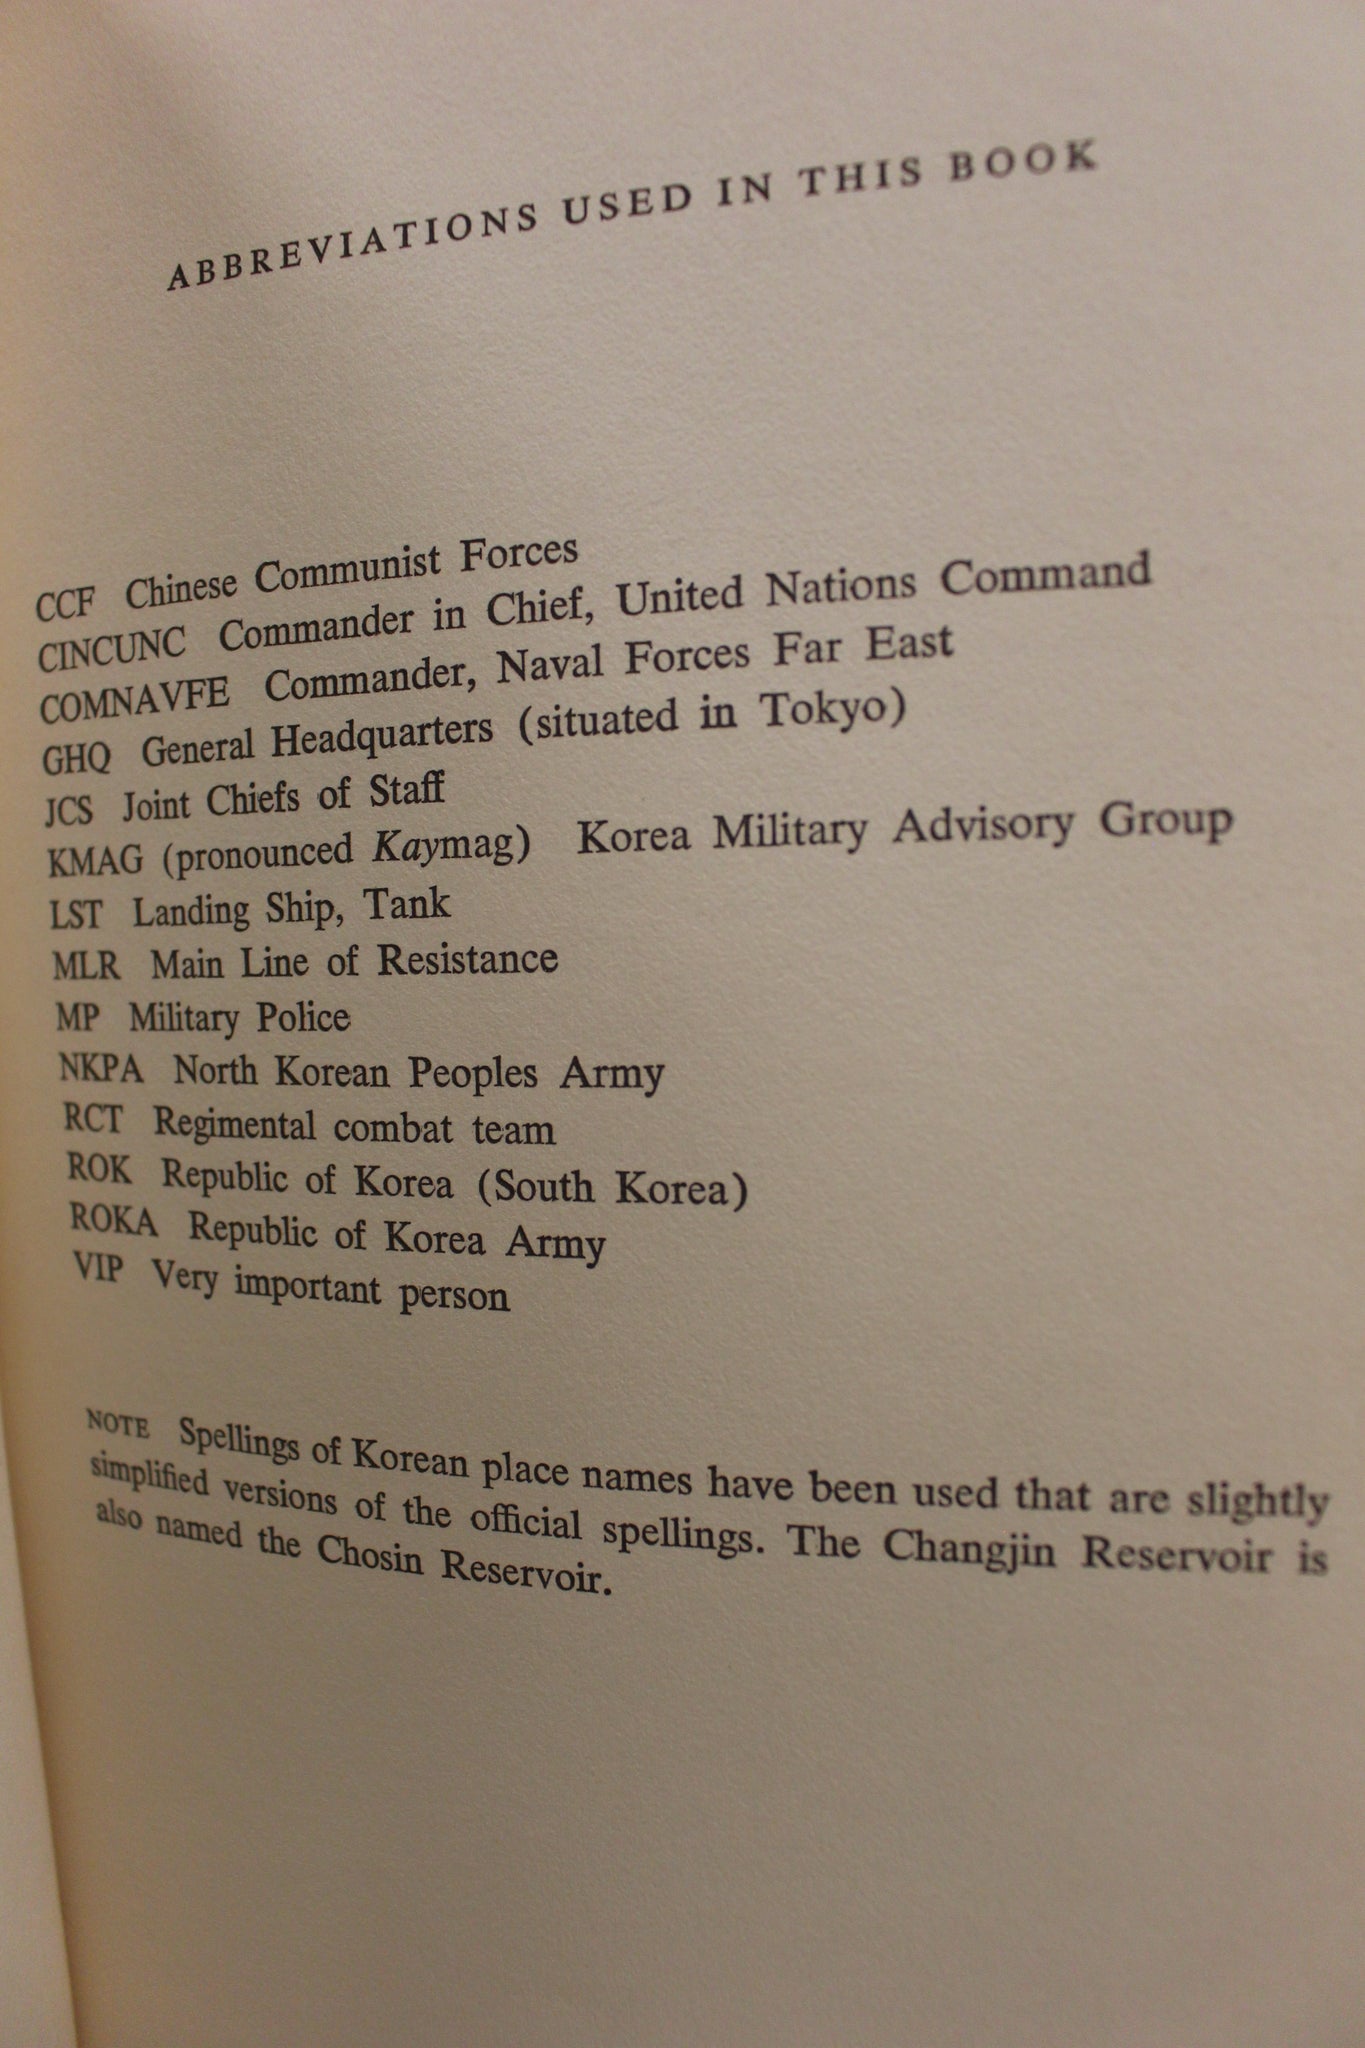 ABBREVIATIONS USED IN THIS BOOK
CCF Chinese Communist Forces
CINCUNC Commander in Chief, United Nations Command
COMNAVFE Commander, Naval Forces Far East
GHQ General Headquarters (situated in Tokyo)
JCS Joint Chiefs of Staff
KMAG (pronounced Kaymag) Korea Military Advisory Group
LST Landing Ship, Tank
MLR Main Line of Resistance
MP Military Police
NKPA North Korean Peoples Army
RCT Regimental combat team
ROK Republic of Korea (South Korea)
ROKA Republic of Korea Army
VIP Very important person
NOTE Spellings of Korean place names have been used that are slightly
simplified versions of the official spellings. The Changjin Reservoir is
also named the Chosin Reservoir.